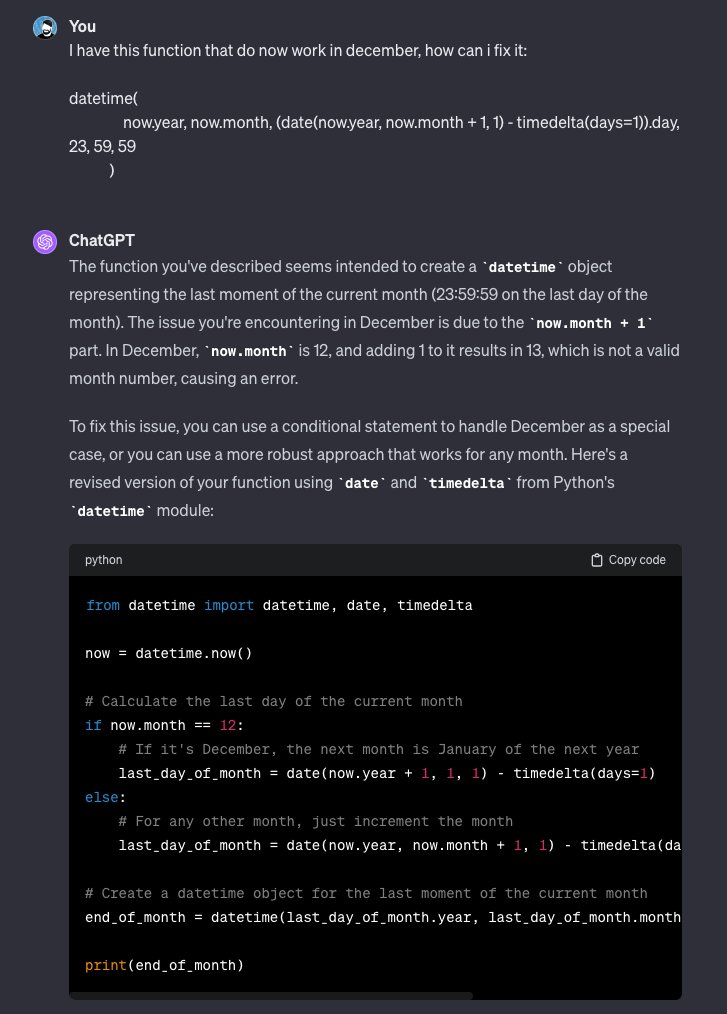 You
I have this function that do now work in december, how can i fix it:
datetime(
now.year, now.month, (date(now.year, now.month + 1, 1) - timedelta(days=1)).day,
23, 59, 59
)
ChatGPT
The function you've described seems intended to create a `datetime` object
representing the last moment of the current month (23:59:59 on the last day of the
month). The issue you're encountering in December is due to the `now.month + 1`
part. In December, `now.month` is 12, and adding 1 to it results in 13, which is not a valid
month number, causing an error.
To fix this issue, you can use a conditional statement to handle December as a special
case, or you can use a more robust approach that works for any month. Here's a
revised version of your function using `date` and `timedelta` from Python's
`datetime` module:
python Copy code
from datetime import datetime, date, timedelta
now = datetime.now()
# Calculate the last day of the current month
if now.month == 12:
    # If it's December, the next month is January of the next year
    last_day_of_month = date(now.year + 1, 1, 1) - timedelta(days=1)
else:
    # For any other month, just increment the month
    last_day_of_month = date(now.year, now.month + 1, 1) - timedelta(da
# Create a datetime object for the last moment of the current month
end_of_month = datetime(last_day_of_month.year, last_day_of_month.month
print(end_of_month)